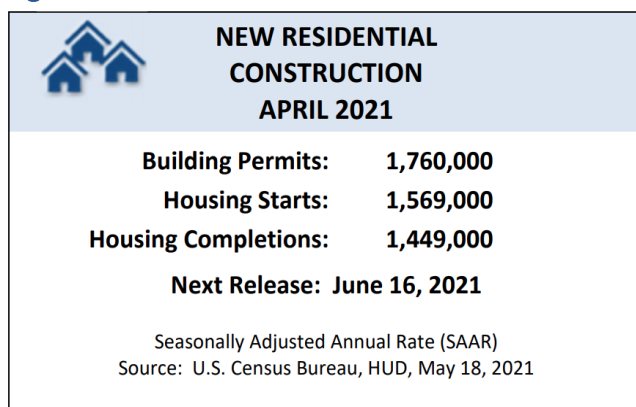 NEW RESIDENTIAL
CONSTRUCTION
APRIL 2021
Building Permits: 1,760,000
Housing Starts: 1,569,000
Housing Completions: 1,449,000
Next Release: June 16, 2021
Seasonally Adjusted Annual Rate (SAAR)
Source: U.S. Census Bureau, HUD, May 18, 2021